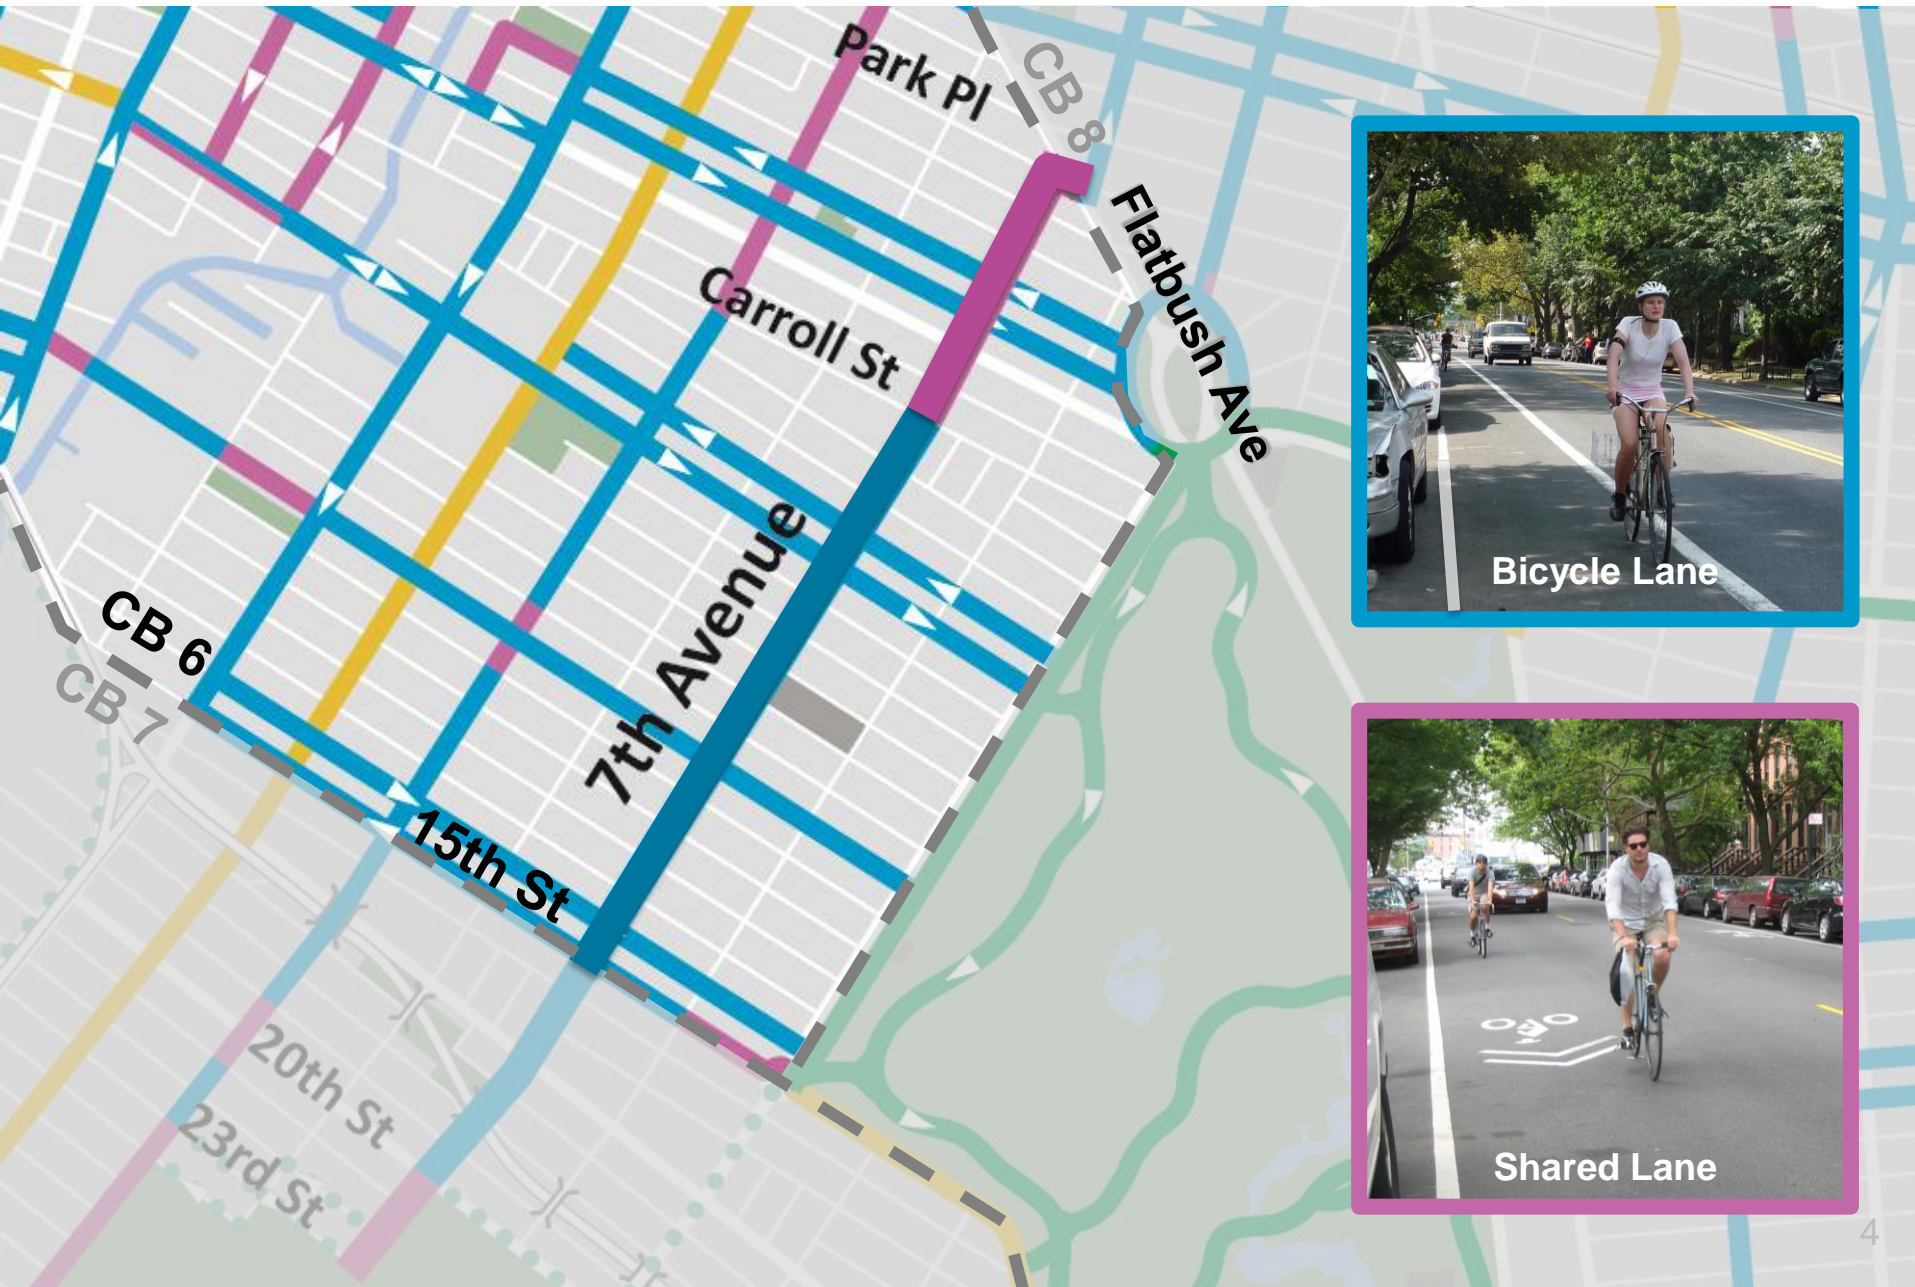 Park Pl
CB 8
Flatbush Ave
Carroll St
7th Avenue
CB 6
CB 7
15th St
20th St
23rd St
Bicycle Lane
Shared Lane
4